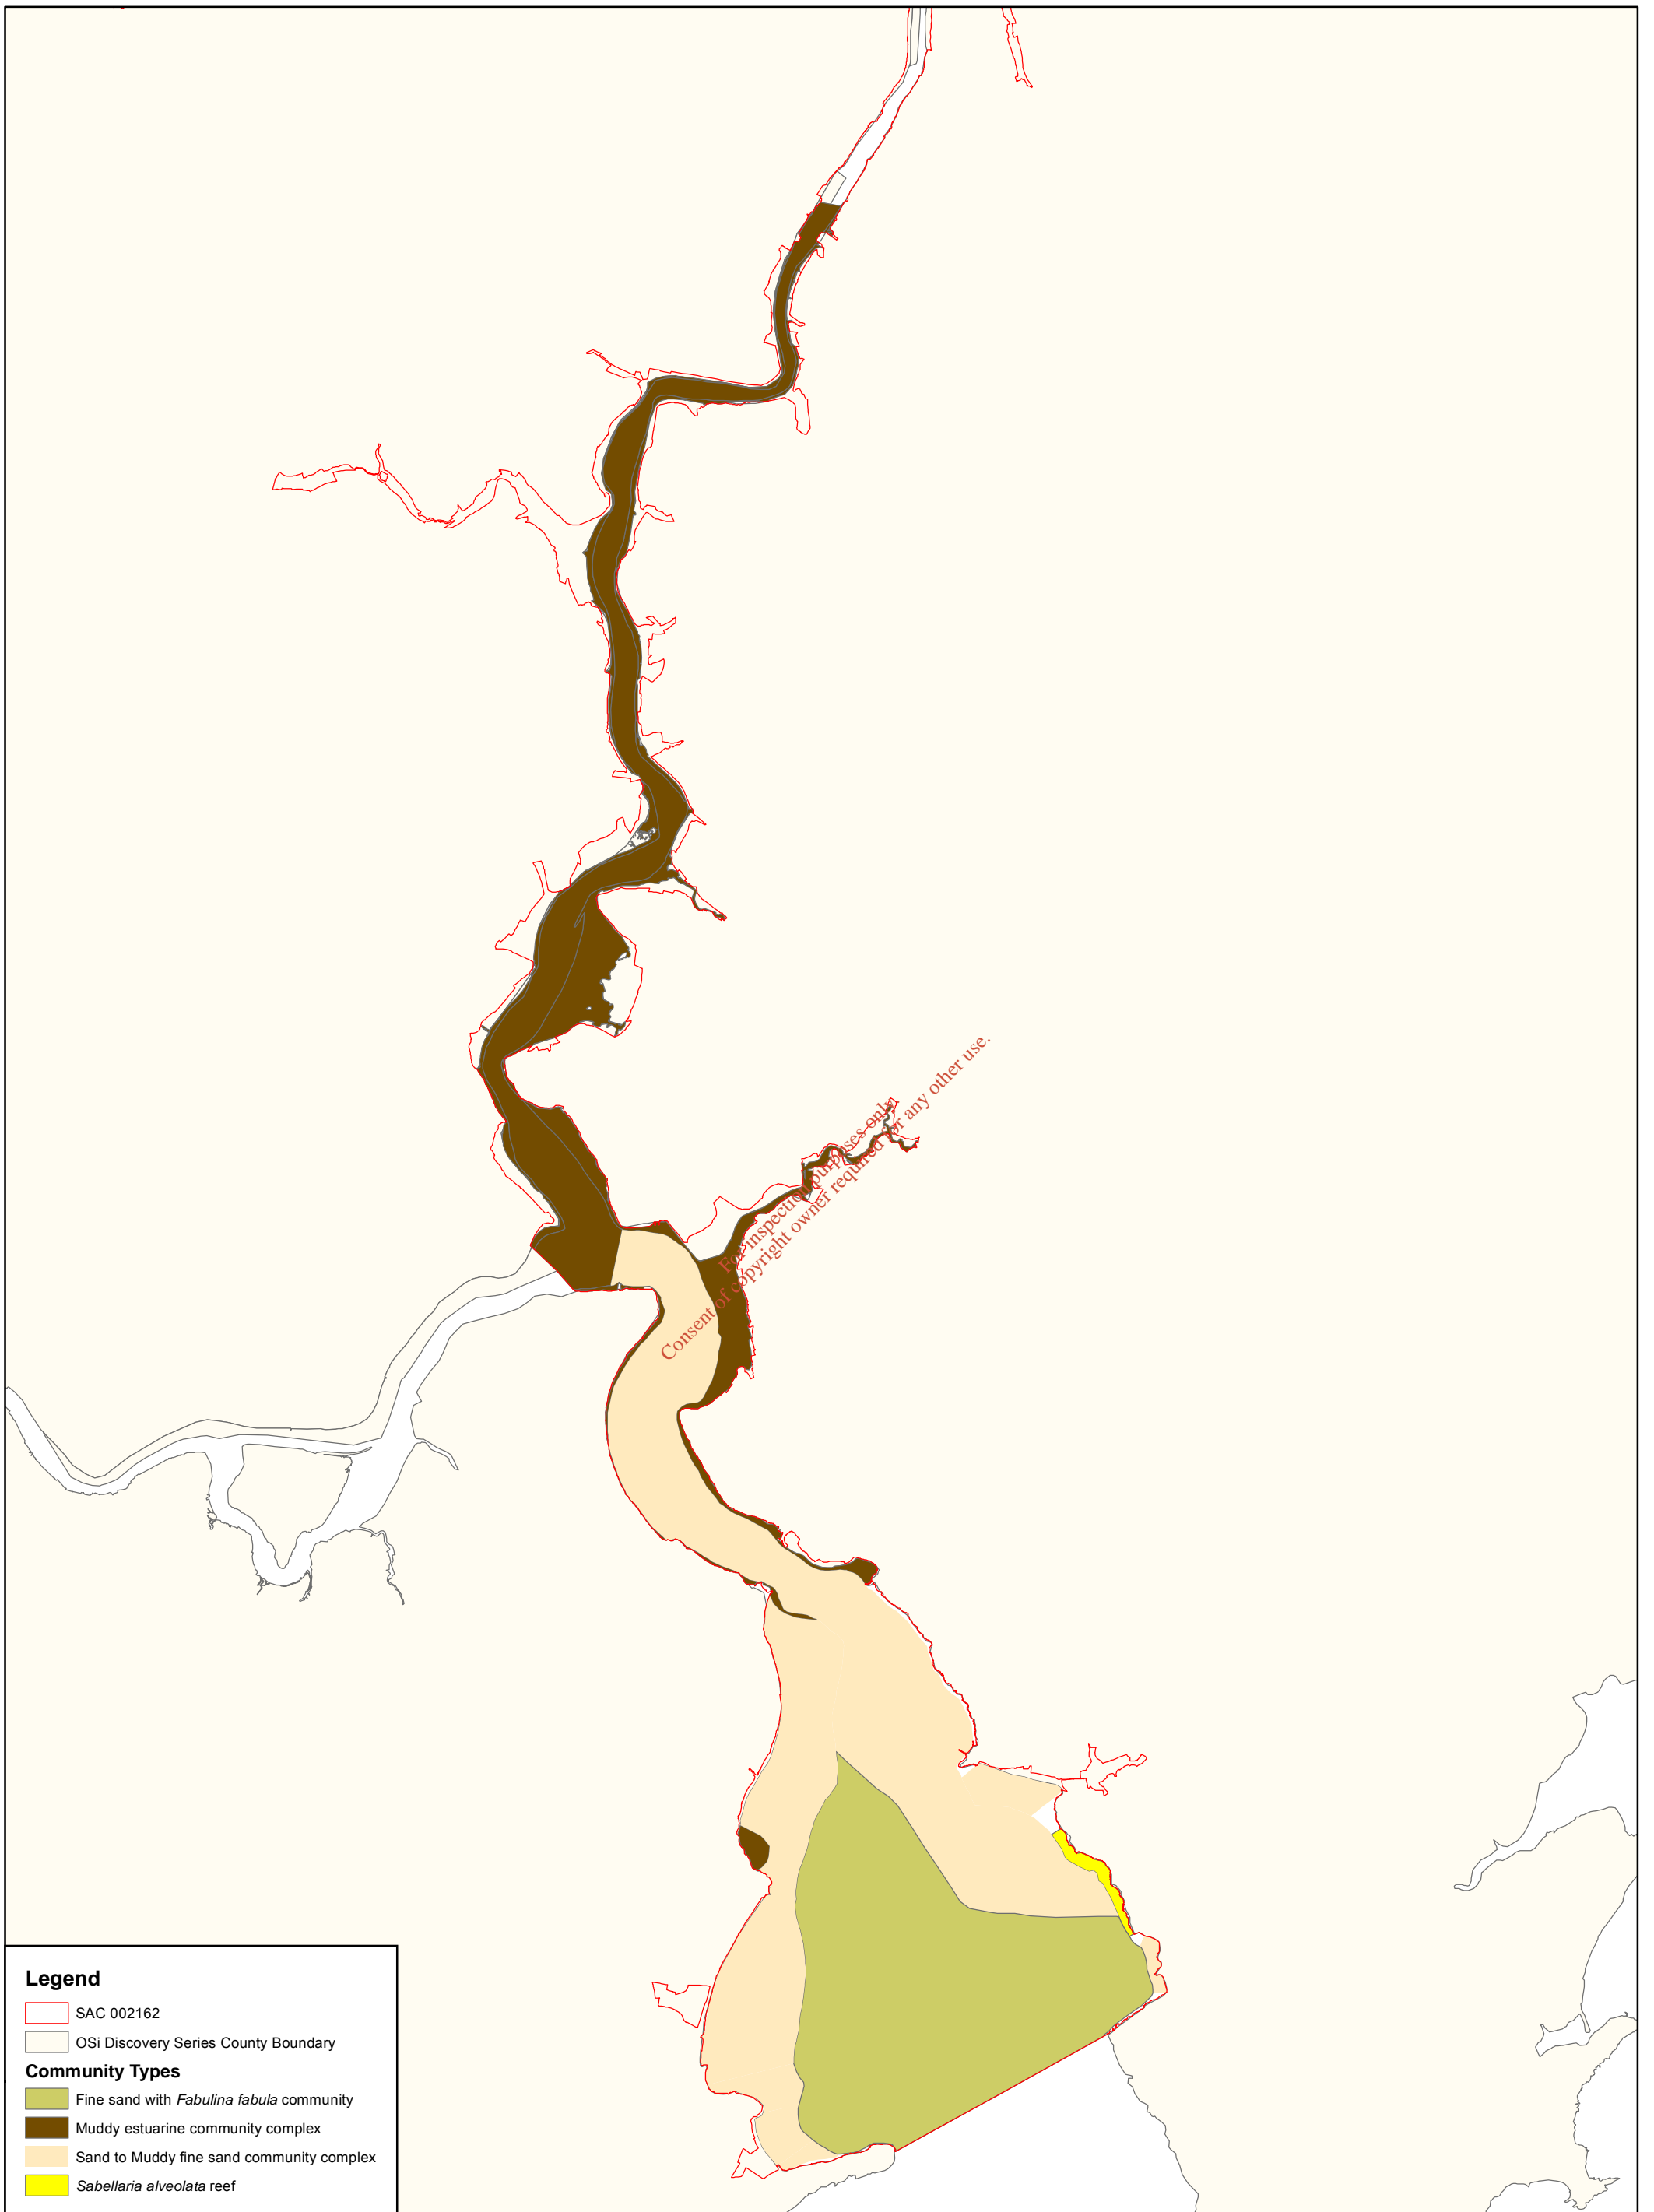 For inspection purposes only.
Consent of copyright owner required for any other use.
Legend
SAC 002162
OSi Discovery Series County Boundary
Community Types
Fine sand with Fabulina fabula community
Muddy estuarine community complex
Sand to Muddy fine sand community complex
Sabellaria alveolata reef